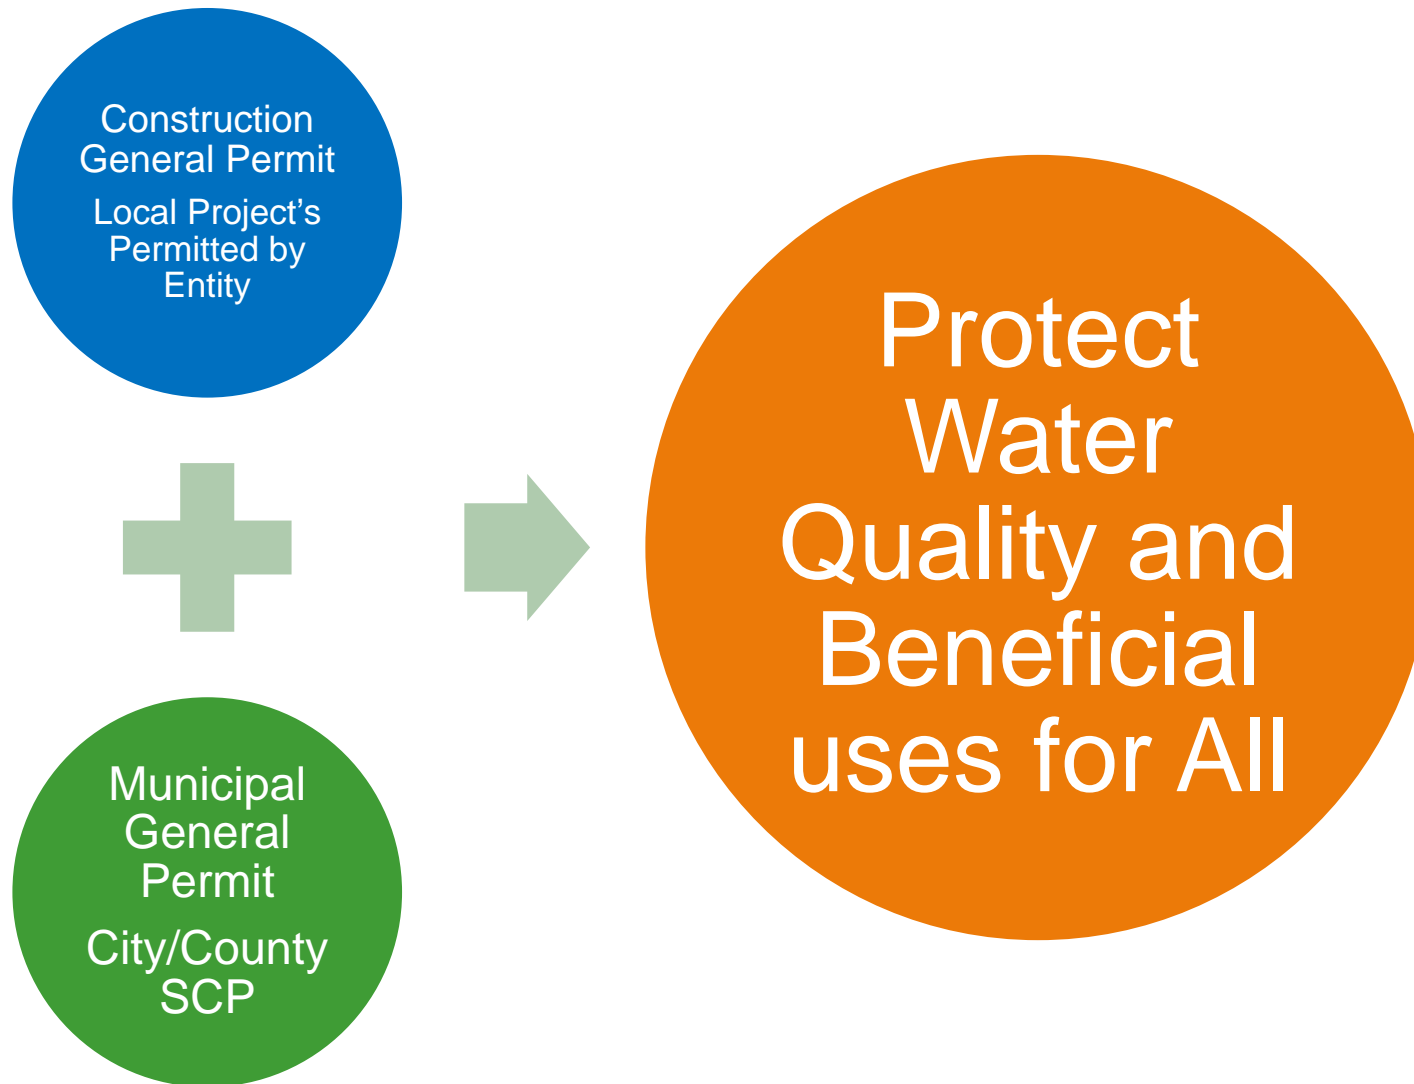 Construction
General Permit
Local Project’s
Permitted by
Entity
Municipal
General
Permit
City/County
SCP
Protect
Water
Quality and
Beneficial
uses for All